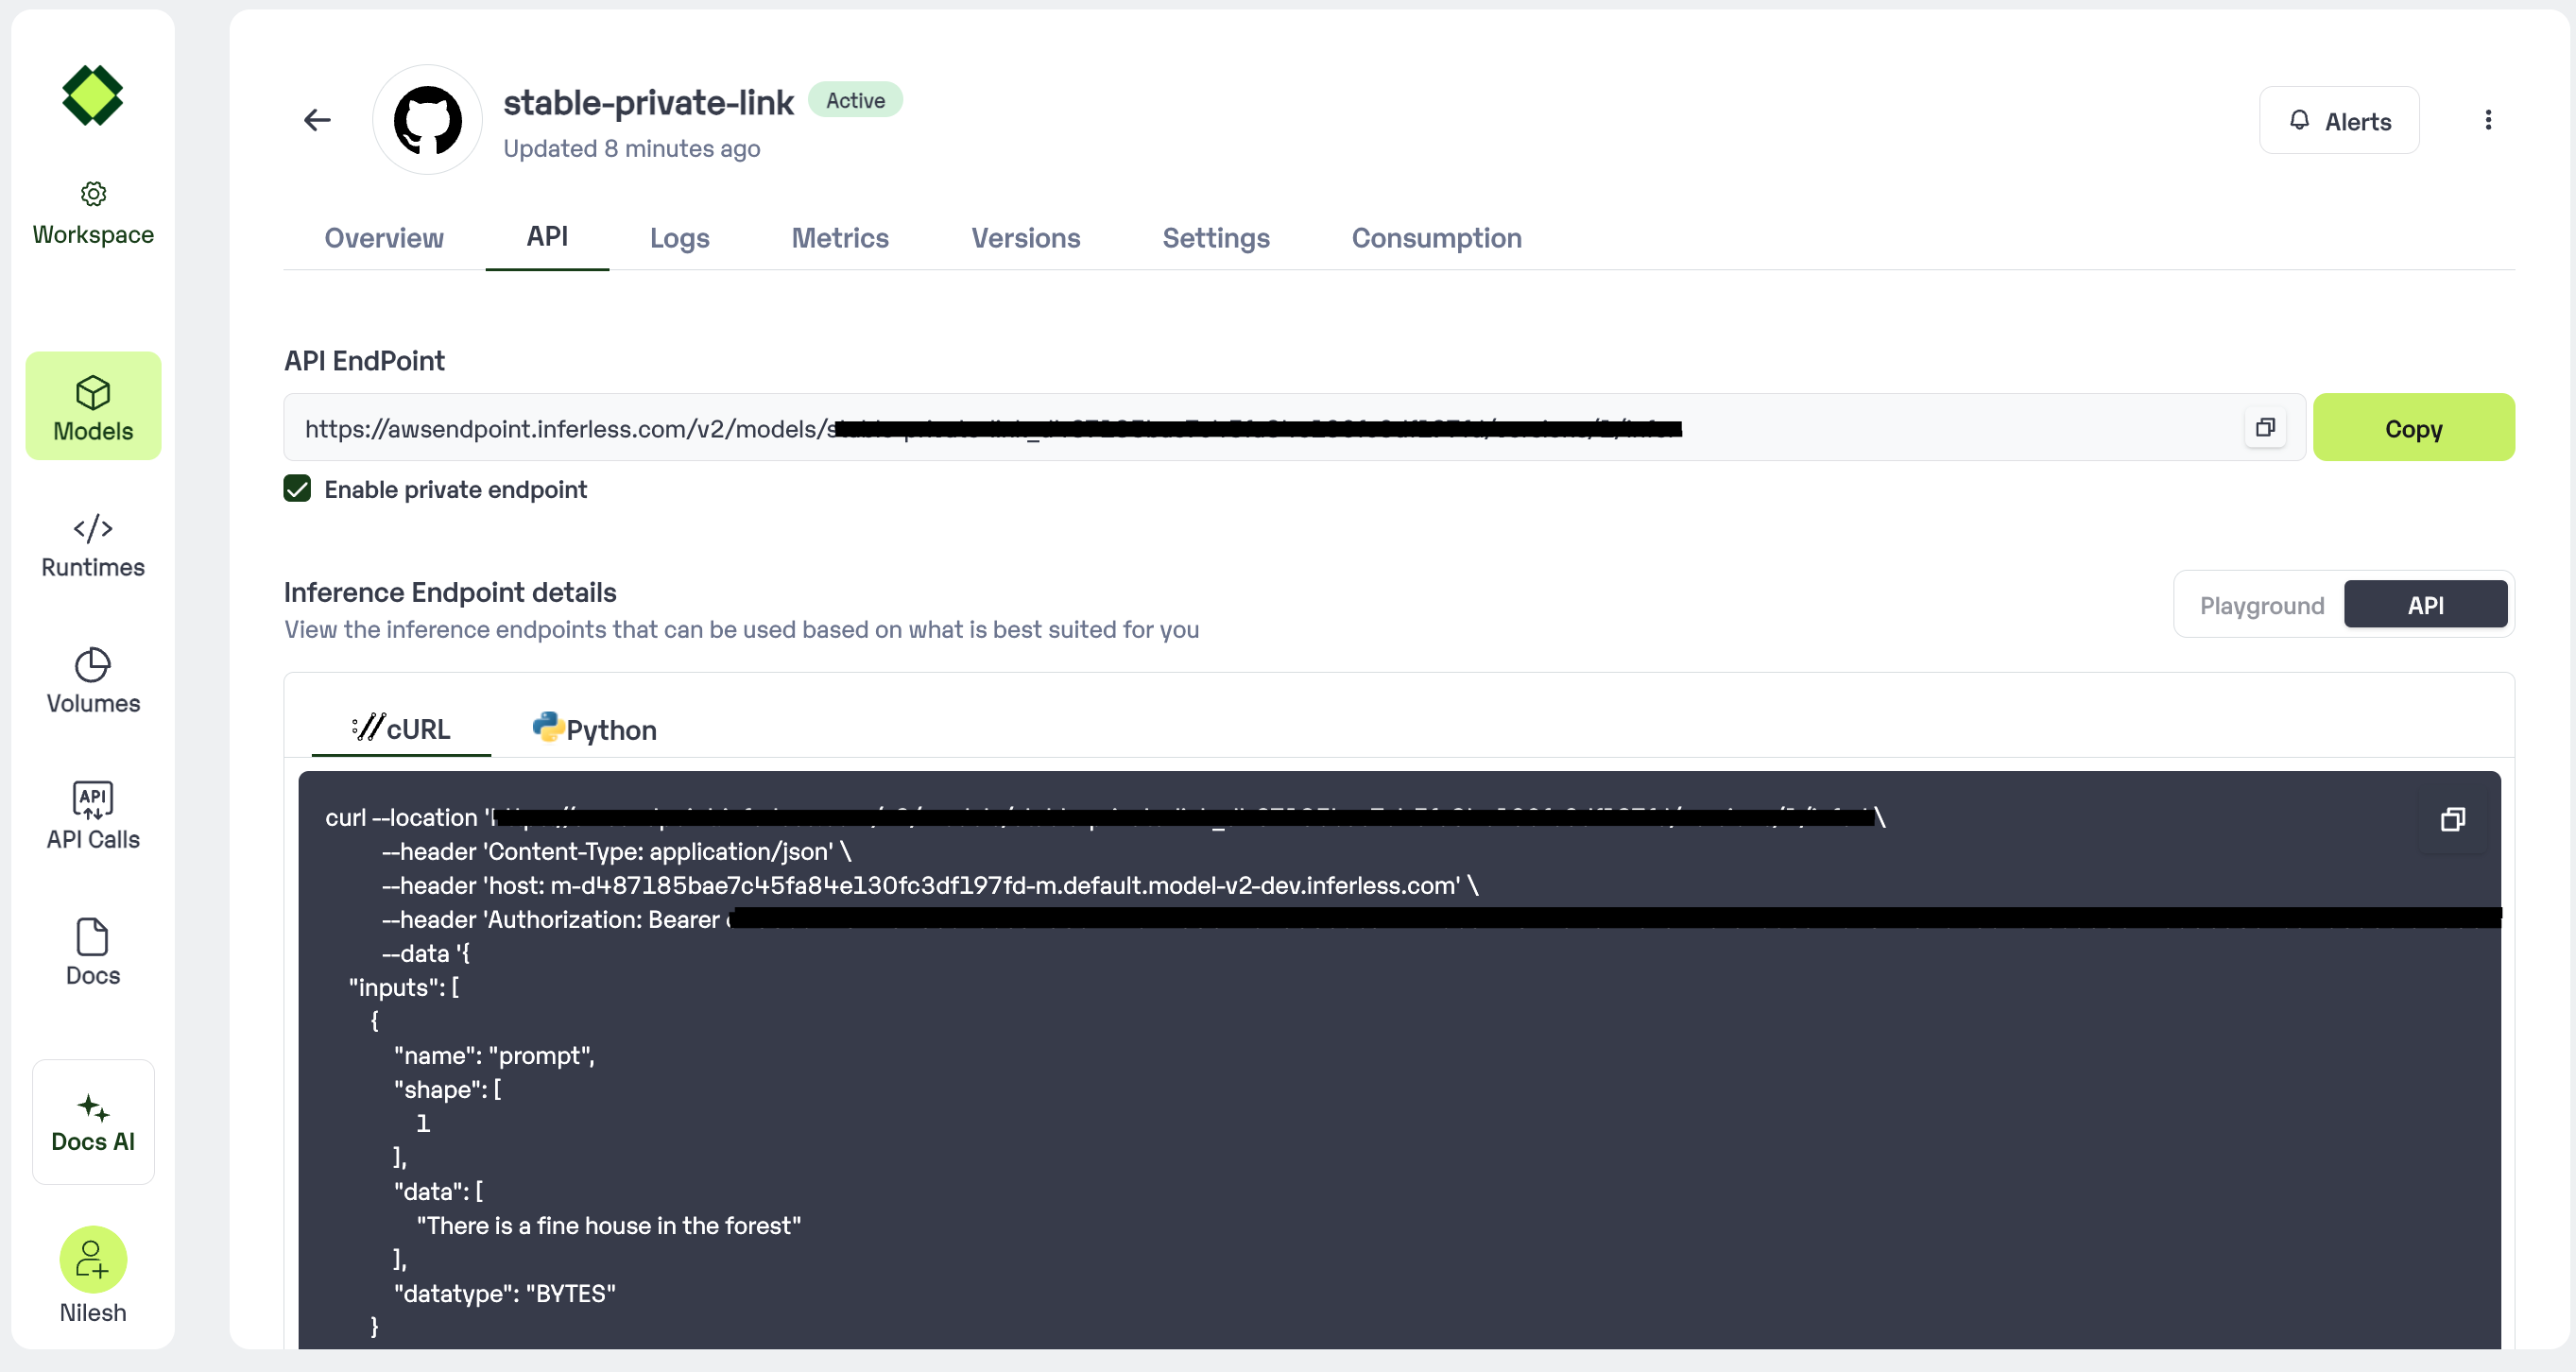 Workspace
Models
Runtimes
Volumes
API
API Calls
Docs
Docs AI
Nilesh
stable-private-link
Active
Updated 8 minutes ago
Alerts
Overview
API
Logs
Metrics
Versions
Settings
Consumption
API EndPoint
https://awsendpoint.inferless.com/v2/models/
Copy
Enable private endpoint
Inference Endpoint details
View the inference endpoints that can be used based on what is best suited for you
Playground
API
cURL
Python
curl --location '
\
--header 'Content-Type: application/json' \
--header 'host: m-d487185bae7c45fa84e130fc3df197fd-m.default.model-v2-dev.inferless.com' \
--header 'Authorization: Bearer
--data '{
"inputs": [
{
"name": "prompt",
"shape": [
1
],
"data": [
"There is a fine house in the forest"
],
"datatype": "BYTES"
}